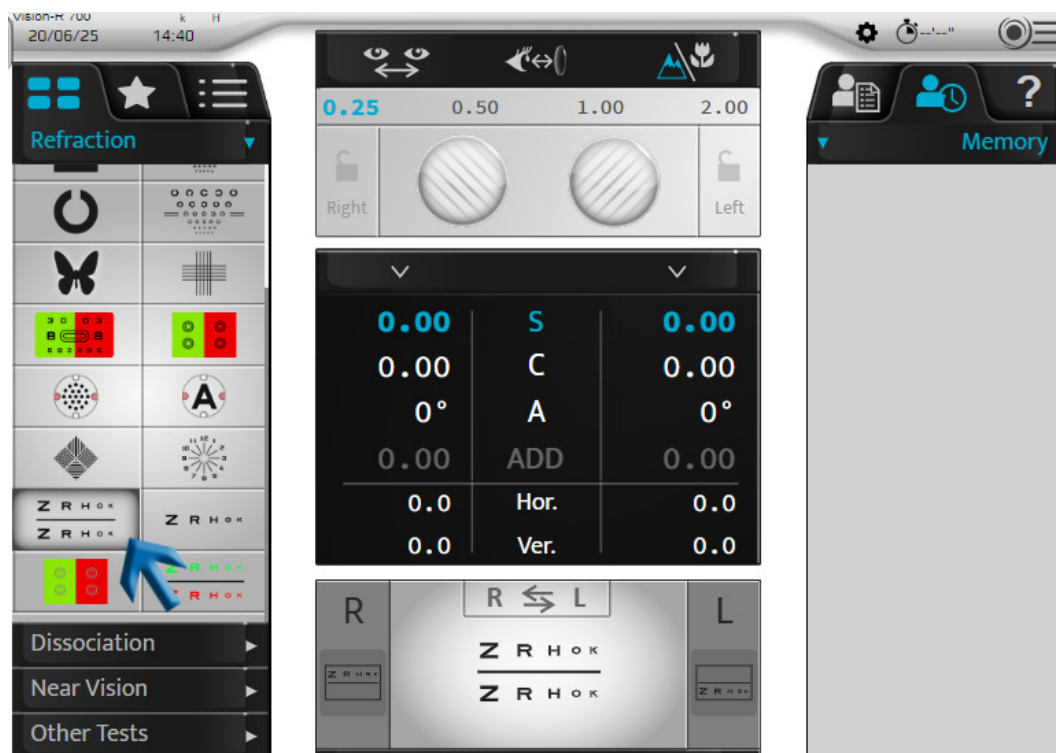 Vision-R 700
k H
20/06/25 14:40
--'--"
Refraction
Memory
?
0.25 0.50 1.00 2.00
Right
Left
0.00 S 0.00
0.00 C 0.00
0° A 0°
0.00 ADD 0.00
0.0 Hor. 0.0
0.0 Ver. 0.0
8 8
A
Z R H O K
Z R H O K
Z R H O K
Z R H O K
Z R H O K
Dissociation
Near Vision
Other Tests
R
R L
L
Z R H O K
Z R H O K
Z R H O K
Z R H O K